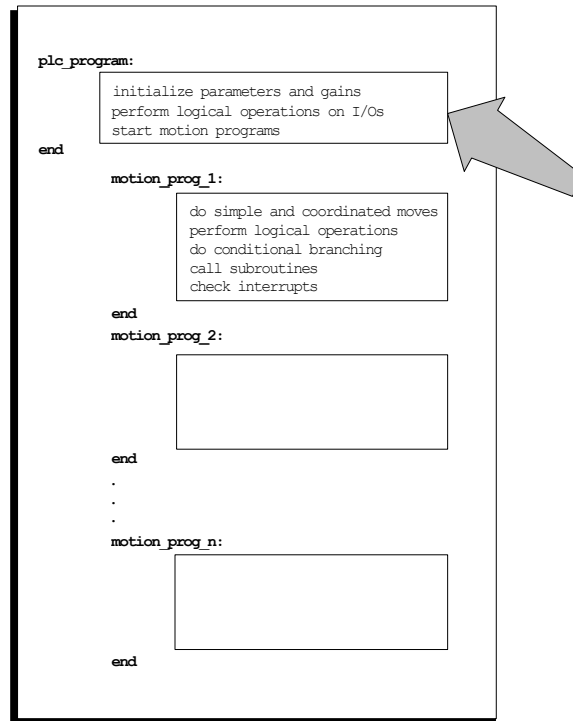 plc_program:
initialize parameters and gains
perform logical operations on I/Os
start motion programs
end
motion_prog_1:
do simple and coordinated moves
perform logical operations
do conditional branching
call subroutines
check interrupts
end
motion_prog_2:
end
.
.
.
motion_prog_n:
end